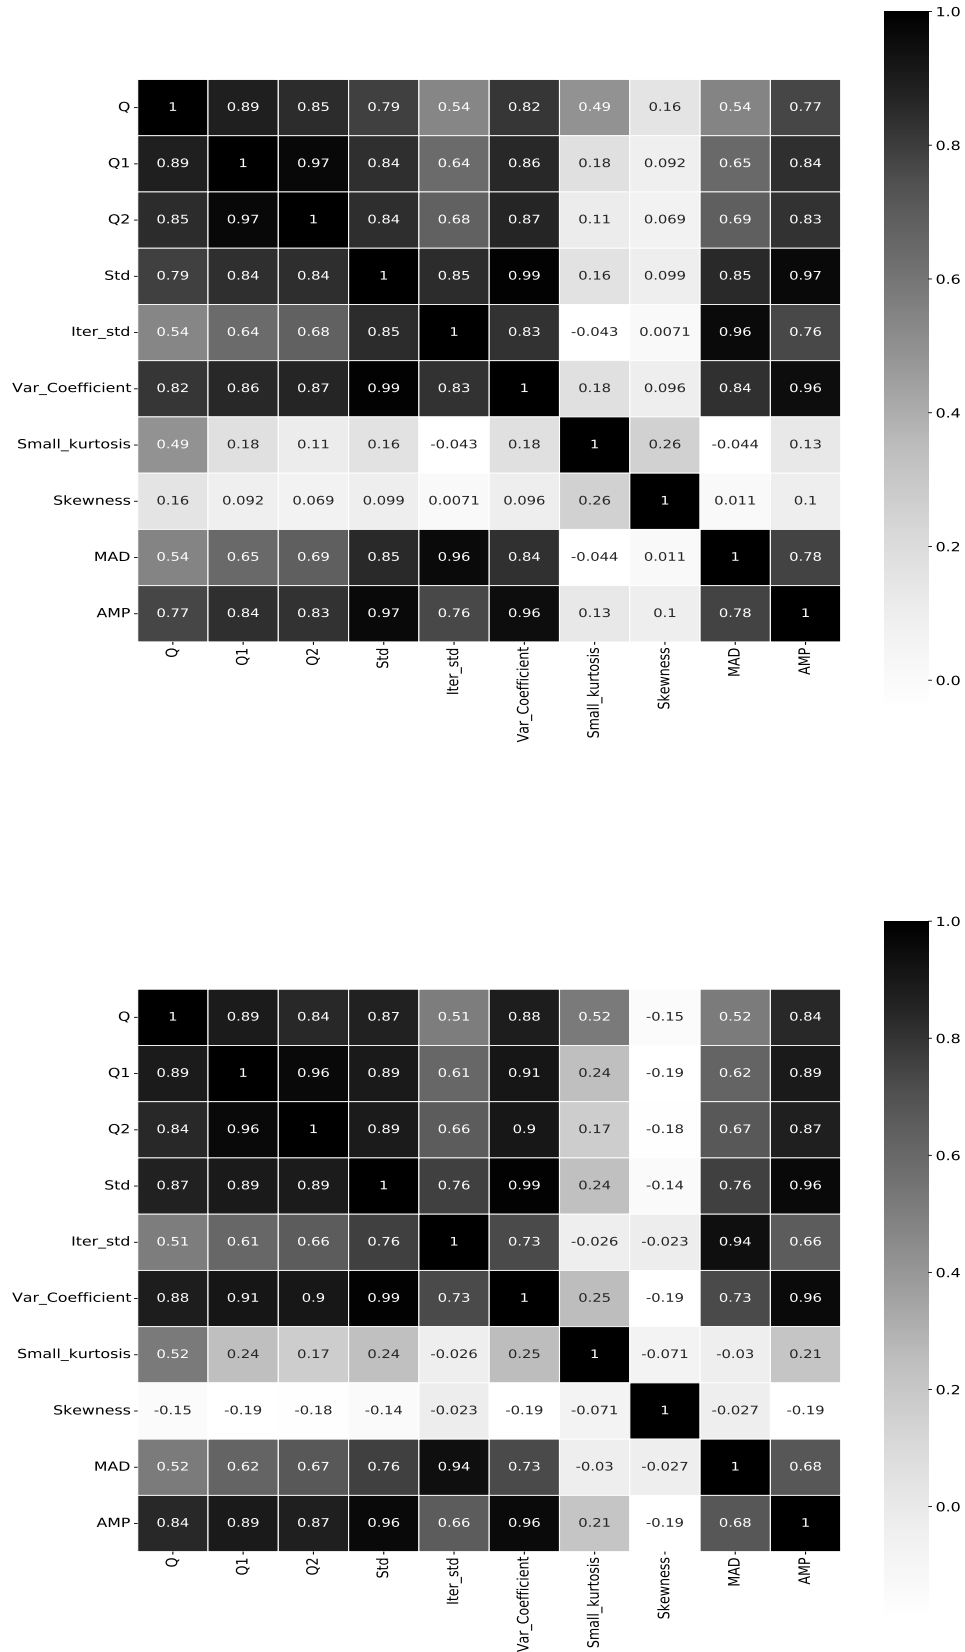 1.0
Q 1 0.89 0.85 0.79 0.54 0.82 0.49 0.16 0.54 0.77
0.8
Q1 0.89 1 0.97 0.84 0.64 0.86 0.18 0.092 0.65 0.84
Q2 0.85 0.97 1 0.84 0.68 0.87 0.11 0.069 0.69 0.83
Std 0.79 0.84 0.84 1 0.85 0.99 0.16 0.099 0.85 0.97
0.6
Iter_std 0.54 0.64 0.68 0.85 1 0.83 -0.043 0.0071 0.96 0.76
Var_Coefficient 0.82 0.86 0.87 0.99 0.83 1 0.18 0.096 0.84 0.96
0.4
Small_kurtosis 0.49 0.18 0.11 0.16 -0.043 0.18 1 0.26 -0.044 0.13
Skewness 0.16 0.092 0.069 0.099 0.0071 0.096 0.26 1 0.011 0.1
0.2
MAD 0.54 0.65 0.69 0.85 0.96 0.84 -0.044 0.011 1 0.78
AMP 0.77 0.84 0.83 0.97 0.76 0.96 0.13 0.1 0.78 1
0.0
Q Q1 Q2 Std Iter_std Var_Coefficient Small_kurtosis Skewness MAD AMP
1.0
Q 1 0.89 0.84 0.87 0.51 0.88 0.52 -0.15 0.52 0.84
0.8
Q1 0.89 1 0.96 0.89 0.61 0.91 0.24 -0.19 0.62 0.89
Q2 0.84 0.96 1 0.89 0.66 0.9 0.17 -0.18 0.67 0.87
0.6
Std 0.87 0.89 0.89 1 0.76 0.99 0.24 -0.14 0.76 0.96
Iter_std 0.51 0.61 0.66 0.76 1 0.73 -0.026 -0.023 0.94 0.66
0.4
Var_Coefficient 0.88 0.91 0.9 0.99 0.73 1 0.25 -0.19 0.73 0.96
Small_kurtosis 0.52 0.24 0.17 0.24 -0.026 0.25 1 -0.071 -0.03 0.21
0.2
Skewness -0.15 -0.19 -0.18 -0.14 -0.023 -0.19 -0.071 1 -0.027 -0.19
MAD 0.52 0.62 0.67 0.76 0.94 0.73 -0.03 -0.027 1 0.68
0.0
AMP 0.84 0.89 0.87 0.96 0.66 0.96 0.21 -0.19 0.68 1
Q Q1 Q2 Std Iter_std Var_Coefficient Small_kurtosis Skewness MAD AMP